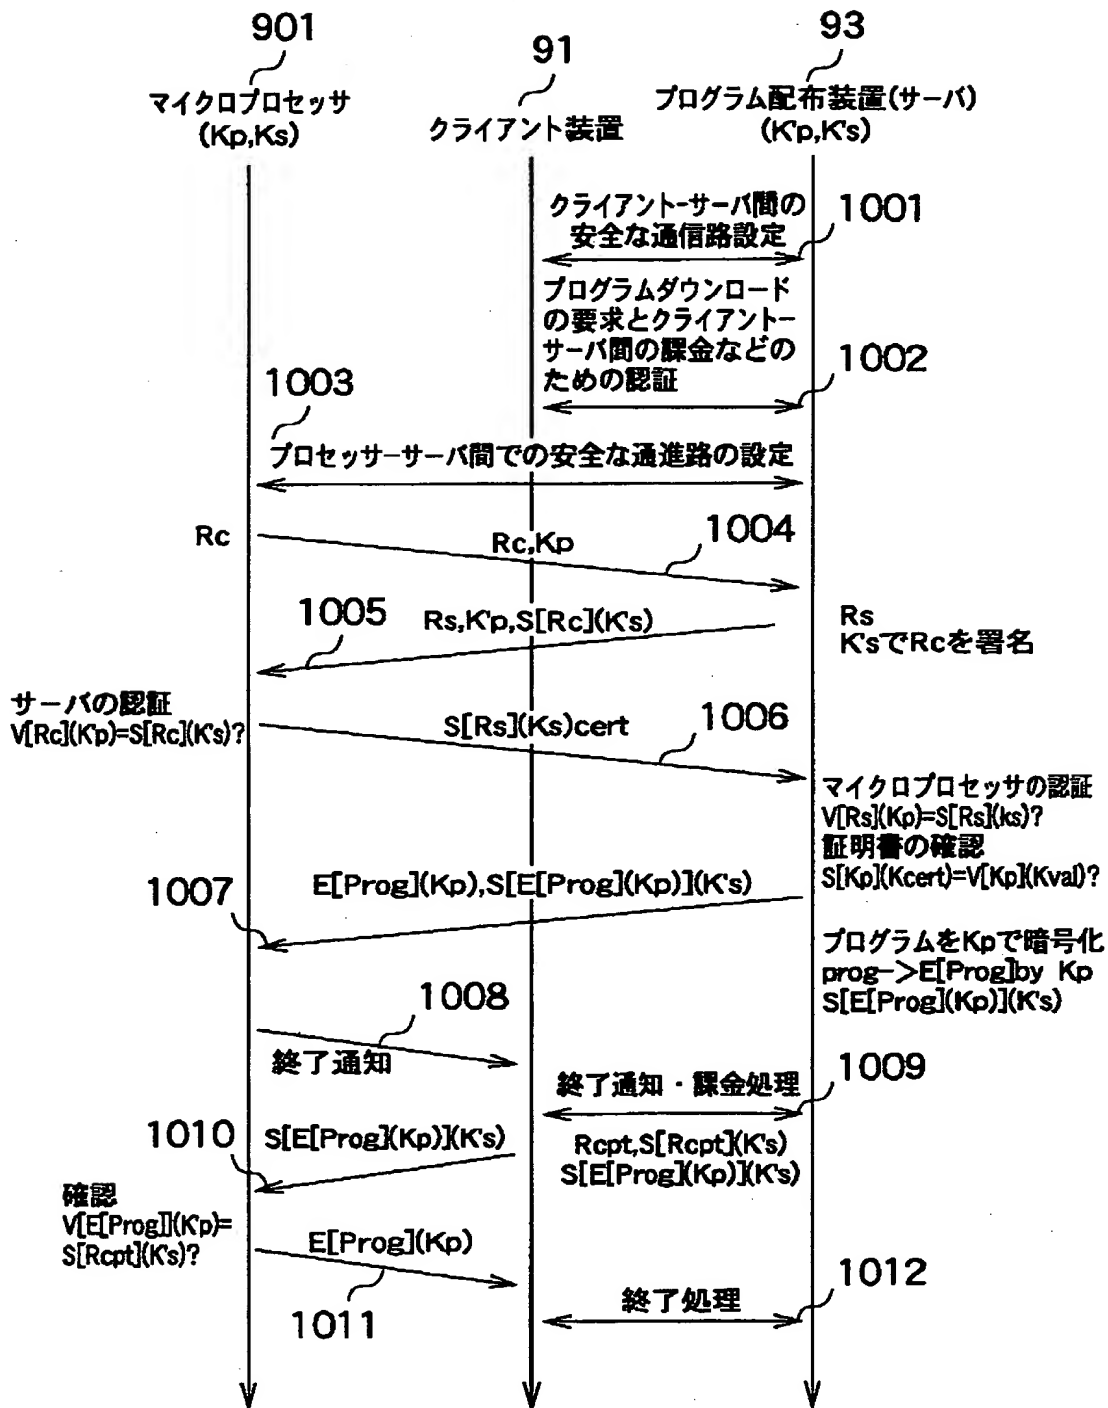 901
91
93
マイクロプロセッサ
(Kp,Ks)
クライアント装置
プログラム配布装置(サーバ)
(K'p,K's)
クライアント-サーバ間の
安全な通信路設定
1001
プログラムダウンロード
の要求とクライアント-
サーバ間の課金などの
ための認証
1002
1003
プロセッサ-サーバ間での安全な通進路の設定
Rc
Rc,Kp
1004
1005
Rs,K'p,S[Rc](K's)
Rs
K'sでRcを署名
サーバの認証
V[Rc](K'p)=S[Rc](K's)?
S[Rs](Ks)cert
1006
マイクロプロセッサの認証
V[Rs](Kp)=S[Rs](ks)?
証明書の確認
S[Kp](Kcert)=V[Kp](Kval)?
1007
E[Prog](Kp),S[E[Prog](Kp)](K's)
プログラムをKpで暗号化
prog->E[Prog]by Kp
S[E[Prog](Kp)](K's)
1008
終了通知
終了通知・課金処理
1009
1010
S[E[Prog](Kp)](K's)
Rcpt,S[Rcpt](K's)
S[E[Prog](Kp)](K's)
確認
V[E[Prog]](K'p)=
S[Rcpt](K's)?
E[Prog](Kp)
1011
終了処理
1012